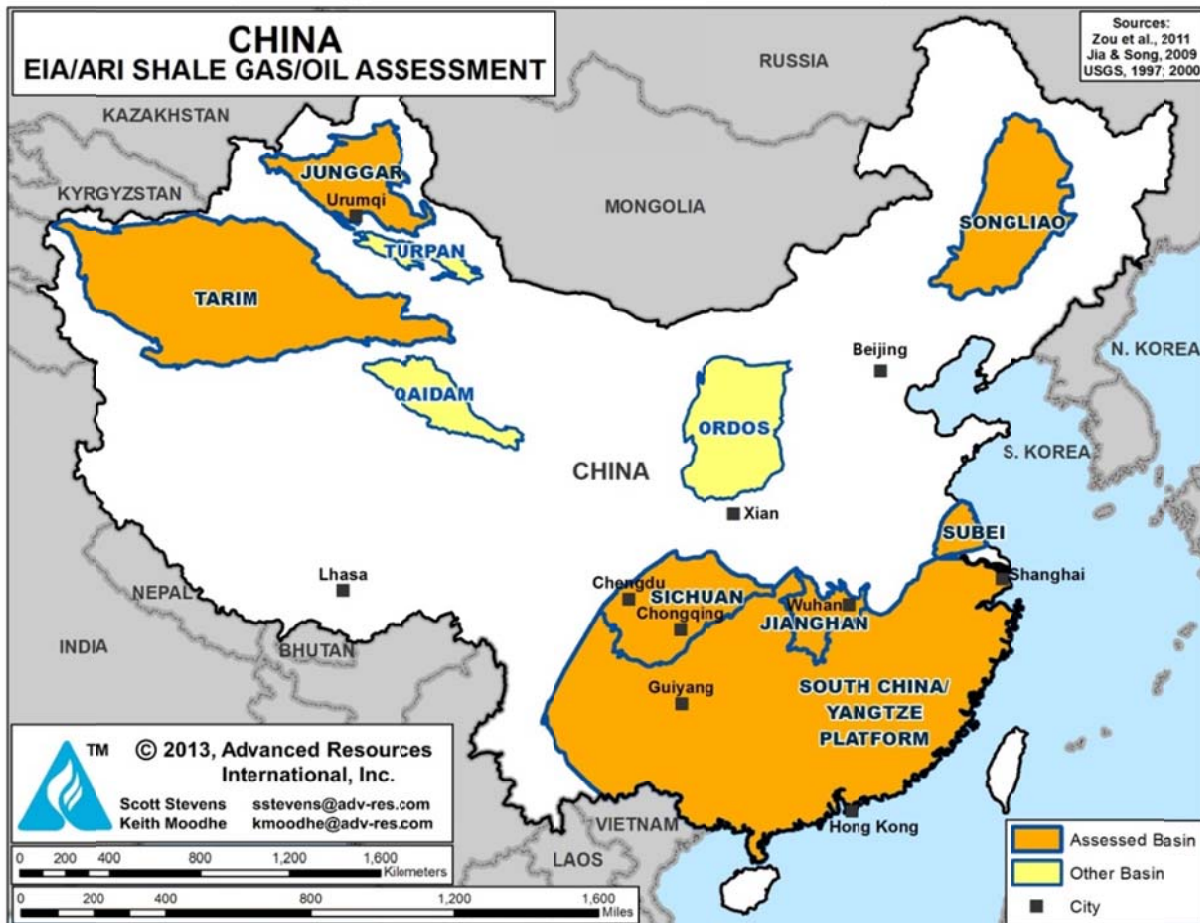 CHINA
EIA/ARI SHALE GAS/OIL ASSESSMENT
Sources:
Zou et al., 2011
Jia & Song, 2009
USGS, 1997; 2000
RUSSIA
KAZAKHSTAN
KYRGYZSTAN
MONGOLIA
JUNGGAR
Urumqi
TURPAN
SONGLIAO
TARIM
Beijing
N. KOREA
QAIDAM
ORDOS
S. KOREA
CHINA
Xian
SUBEI
Lhasa
NEPAL
Chengdu
SICHUAN
Chongqing
Wuhan
JIANGHAN
Shanghai
INDIA
BHUTAN
Guiyang
SOUTH CHINA/
YANGTZE
PLATFORM
TM
© 2013, Advanced Resources
International, Inc.
Scott Stevens sstevens@adv-res.com
Keith Moodhe kmoodhe@adv-res.com
VIETNAM
LAOS
Hong Kong
0 200 400 800 1,200 1,600
Kilometers
0 200 400 800 1,200 1,600
Miles
Assessed Basin
Other Basin
City